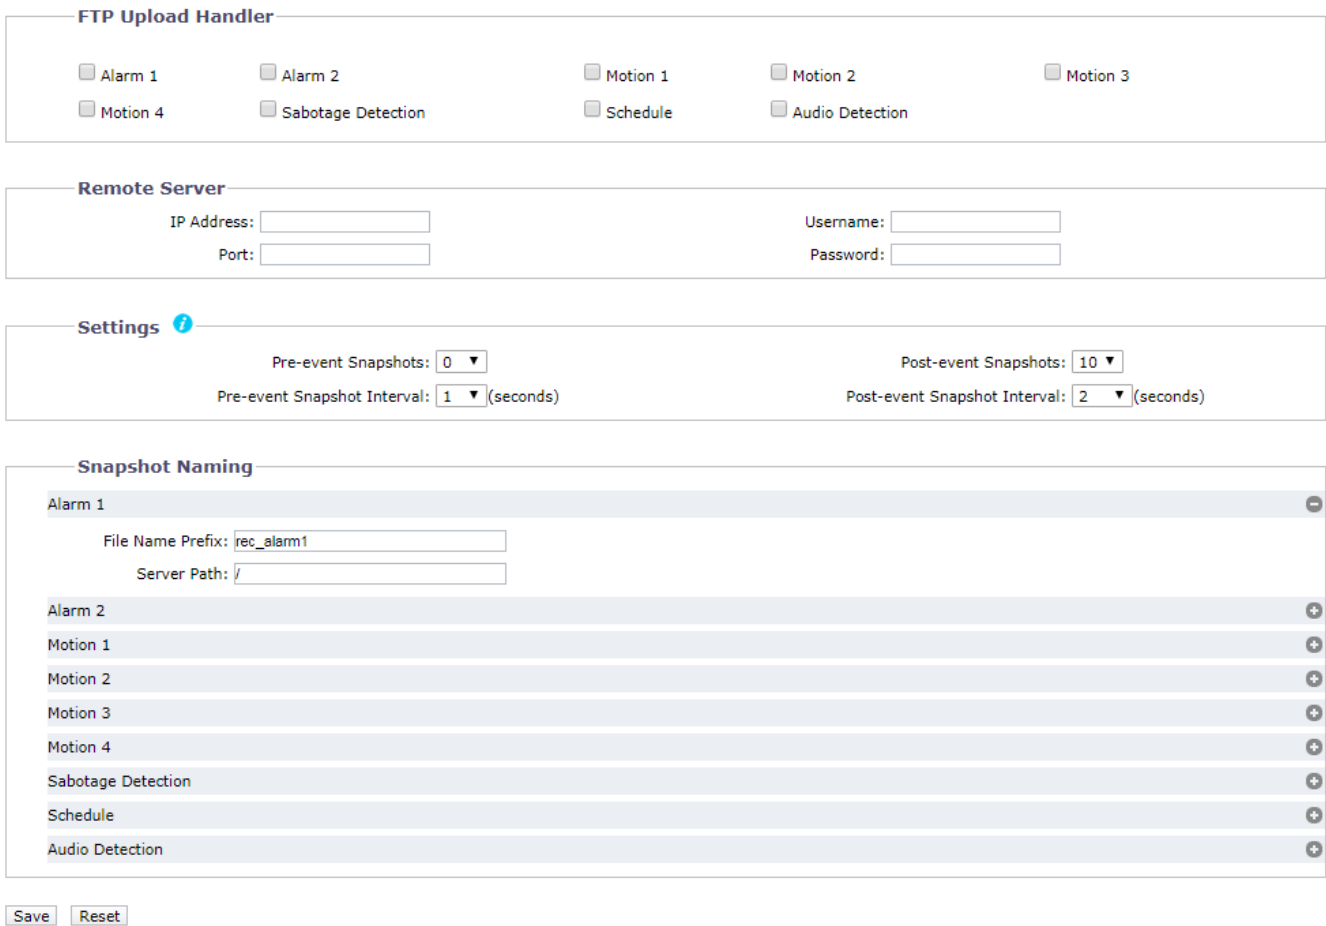 FTP Upload Handler
Alarm 1 Alarm 2 Motion 1 Motion 2 Motion 3
Motion 4 Sabotage Detection Schedule Audio Detection
Remote Server
IP Address: Username:
Port: Password:
Settings i
Pre-event Snapshots: 0 Post-event Snapshots: 10
Pre-event Snapshot Interval: 1 (seconds) Post-event Snapshot Interval: 2 (seconds)
Snapshot Naming
Alarm 1
File Name Prefix: rec_alarm1
Server Path: /
Alarm 2
Motion 1
Motion 2
Motion 3
Motion 4
Sabotage Detection
Schedule
Audio Detection
Save Reset